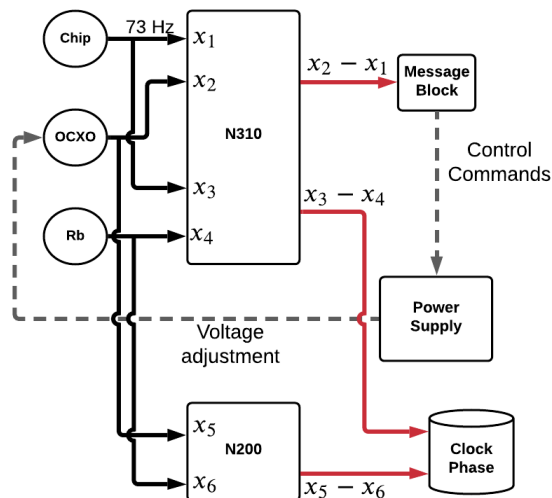 Chip
73 Hz
x1
x2
x2 − x1
Message
Block
OCXO
N310
Control
Commands
x3
x3 − x4
Rb
x4
Power
Supply
Voltage
adjustment
x5
N200
Clock
Phase
x6
x5 − x6